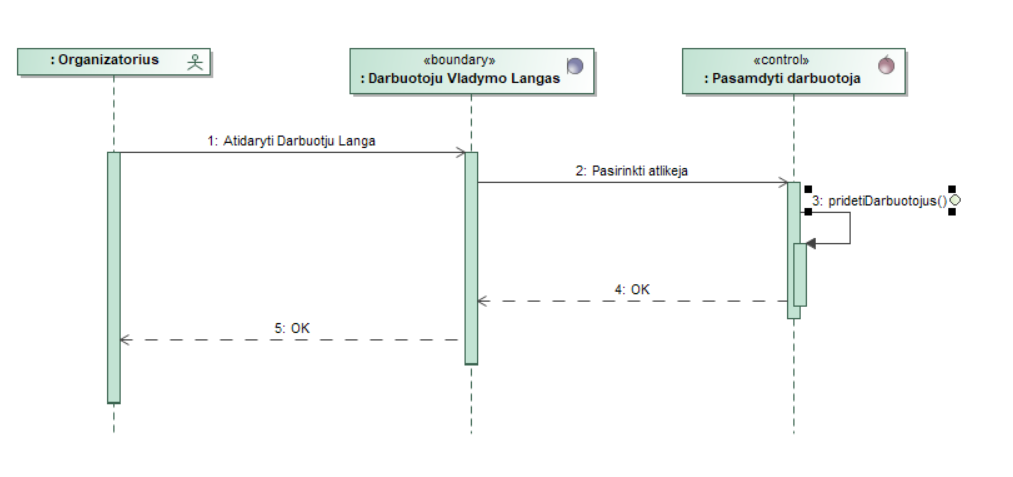 : Organizatorius
«boundary»
: Darbuotoju Vladymo Langas
«control»
: Pasamdyti darbuotoja
1: Atidaryti Darbuotju Langa
2: Pasirinkti atlikeja
3: pridetiDarbuotojus()
4: OK
5: OK